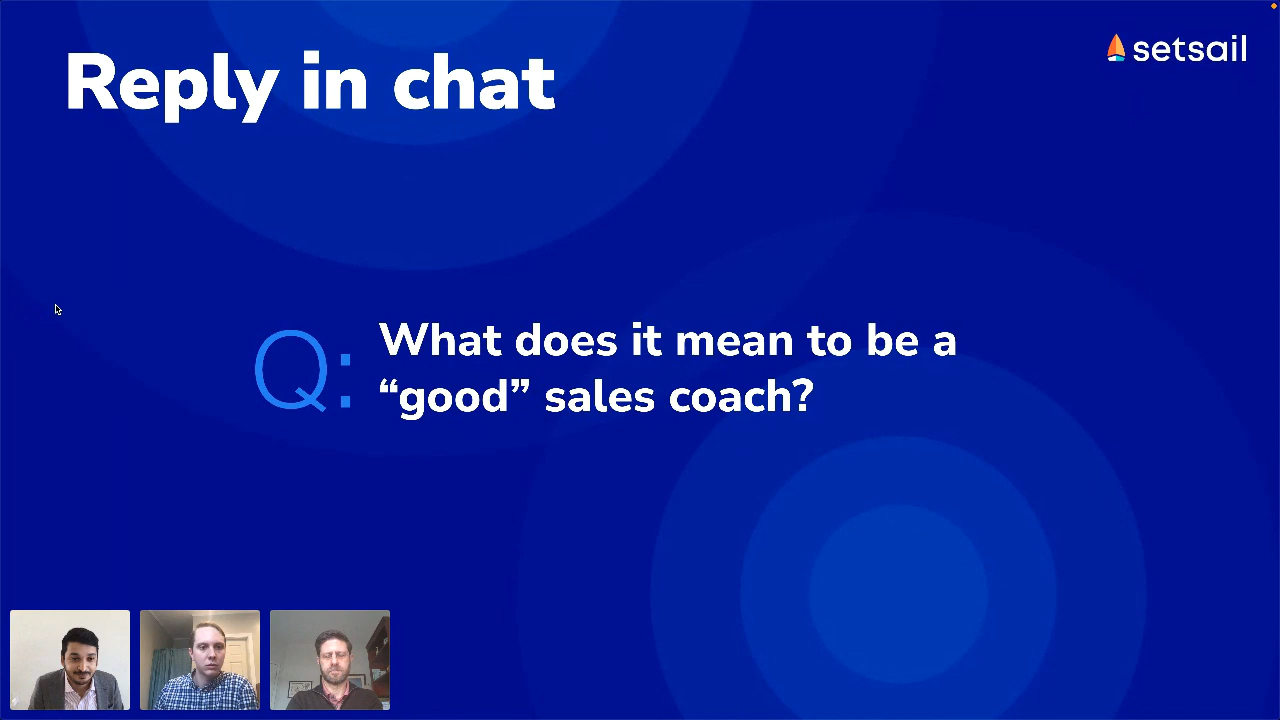 Reply in chat
setsail
Q:
What does it mean to be a
“good” sales coach?